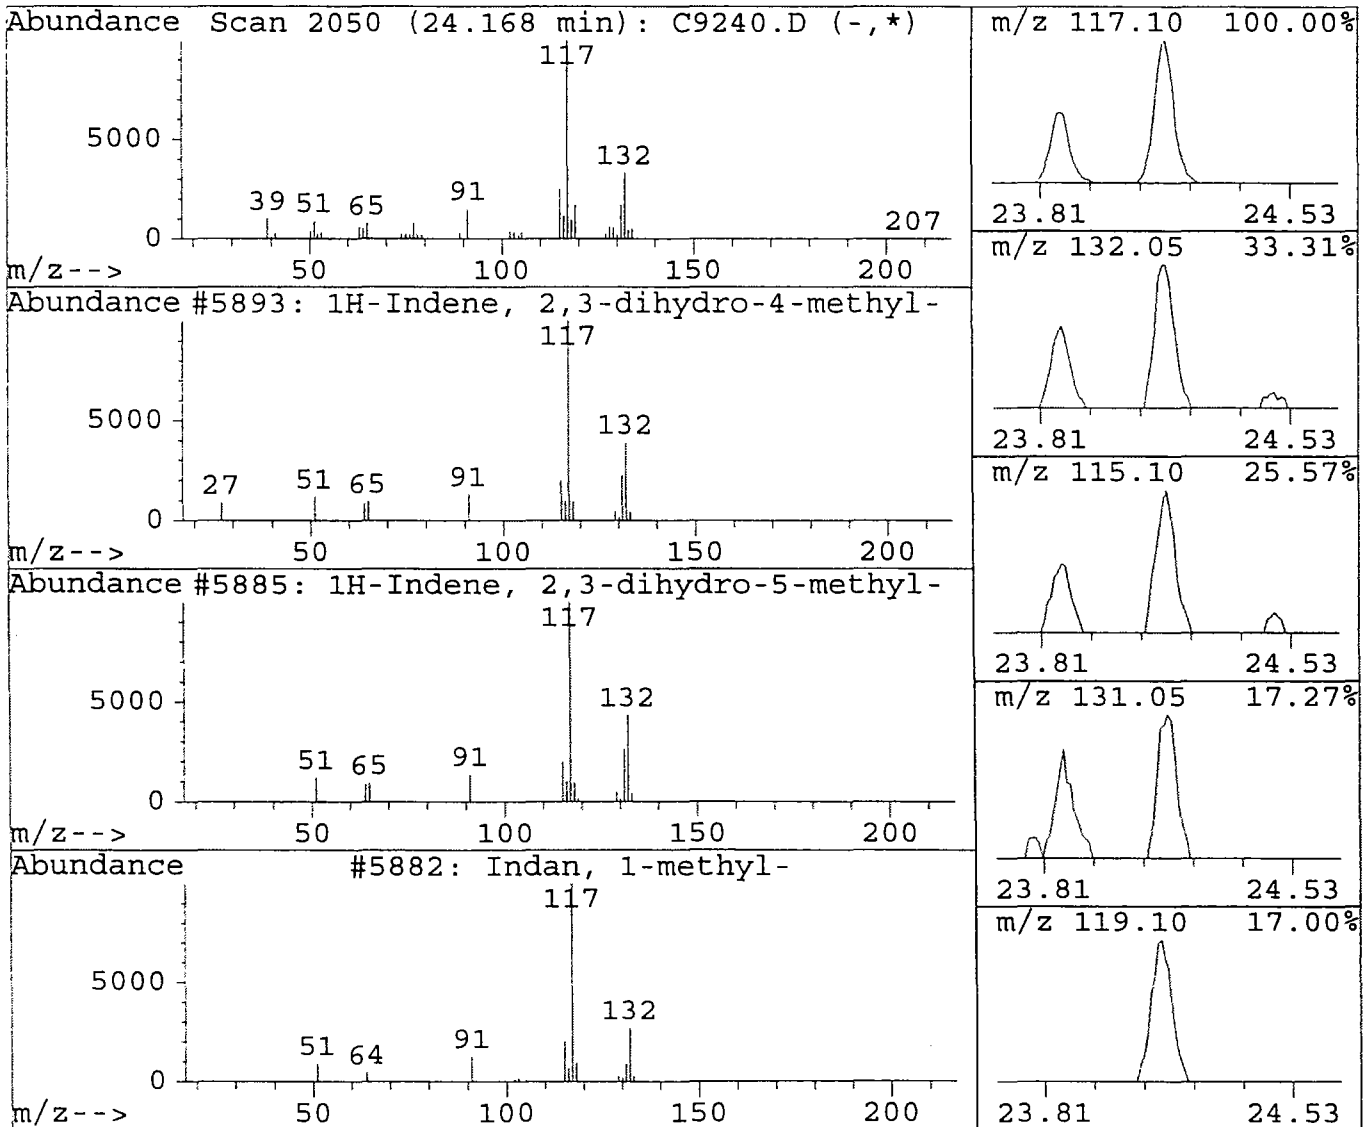 Abundance Scan 2050 (24.168 min): C9240.D (-,*)
117
5000
132
39 51 65 91
207
0
m/z--> 50 100 150 200
Abundance #5893: 1H-Indene, 2,3-dihydro-4-methyl-
117
5000
132
27 51 65 91
0
m/z--> 50 100 150 200
Abundance #5885: 1H-Indene, 2,3-dihydro-5-methyl-
117
5000
132
51 65 91
0
m/z--> 50 100 150 200
Abundance #5882: Indan, 1-methyl-
117
5000
132
51 64 91
0
m/z--> 50 100 150 200
m/z 117.10 100.00%
23.81 24.53
m/z 132.05 33.31%
23.81 24.53
m/z 115.10 25.57%
23.81 24.53
m/z 131.05 17.27%
23.81 24.53
m/z 119.10 17.00%
23.81 24.53